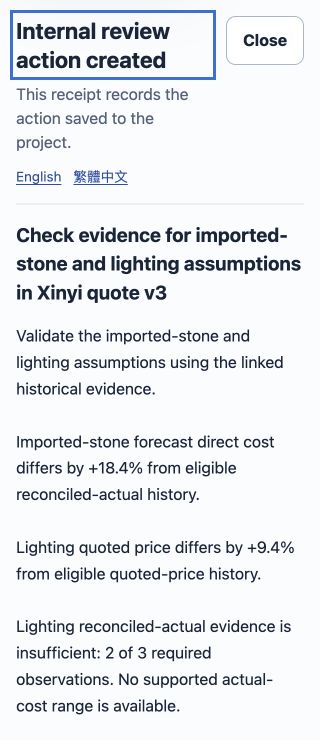 Internal review
action created
Close
This receipt records the
action saved to the
project.
English 繁體中文
Check evidence for imported-
stone and lighting assumptions
in Xinyi quote v3
Validate the imported-stone and
lighting assumptions using the linked
historical evidence.
Imported-stone forecast direct cost
differs by +18.4% from eligible
reconciled-actual history.
Lighting quoted price differs by +9.4%
from eligible quoted-price history.
Lighting reconciled-actual evidence is
insufficient: 2 of 3 required
observations. No supported actual-
cost range is available.